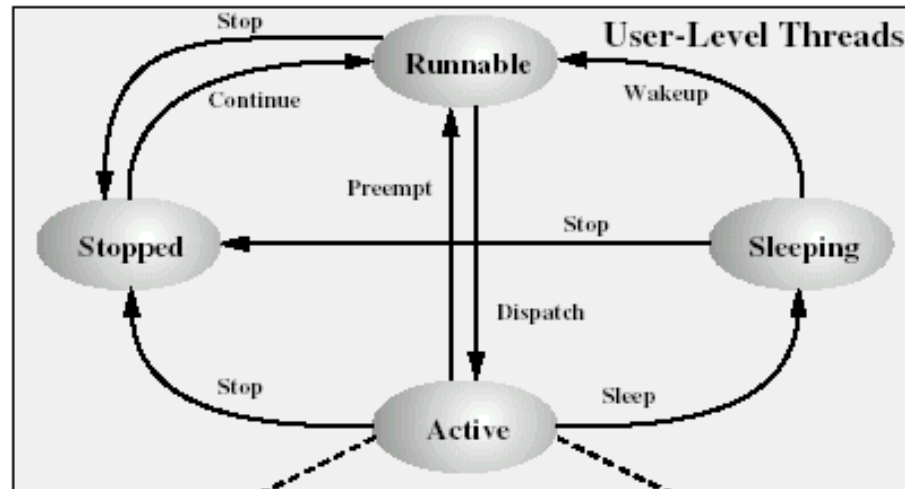 Stop
User-Level Threads
Runnable
Continue
Wakeup
Preempt
Stop
Stopped
Sleeping
Dispatch
Stop
Sleep
Active